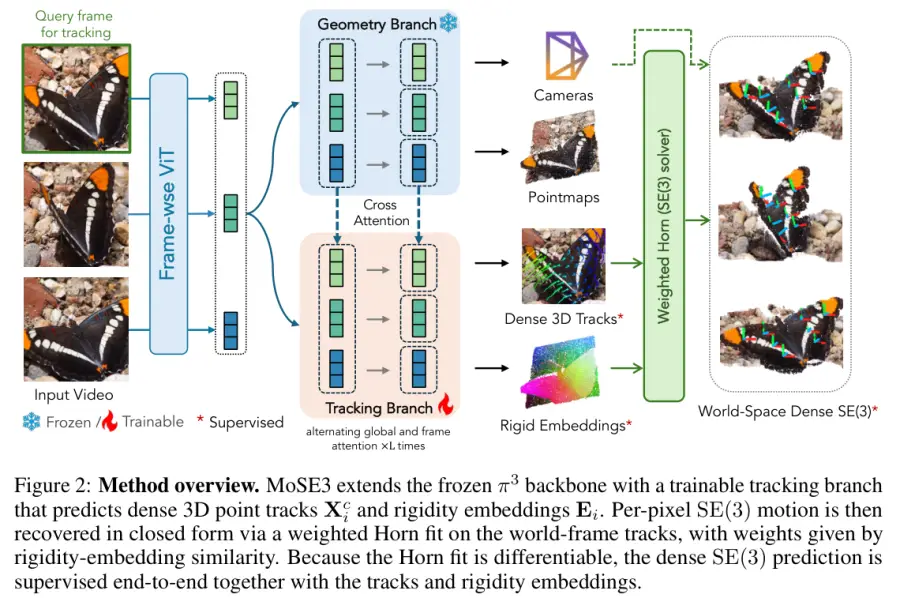 Query frame
for tracking
Frame-wse ViT
Input Video
Frozen / Trainable * Supervised
Geometry Branch
Cross
Attention
Tracking Branch
alternating global and frame
attention ×L times
Cameras
Pointmaps
Dense 3D Tracks*
Rigid Embeddings*
Weighted Horn (SE(3) solver)
World-Space Dense SE(3)*
Figure 2: Method overview. MoSE3 extends the frozen π³ backbone with a trainable tracking branch
that predicts dense 3D point tracks Xᵢᶜ and rigidity embeddings Eᵢ. Per-pixel SE(3) motion is then
recovered in closed form via a weighted Horn fit on the world-frame tracks, with weights given by
rigidity-embedding similarity. Because the Horn fit is differentiable, the dense SE(3) prediction is
supervised end-to-end together with the tracks and rigidity embeddings.